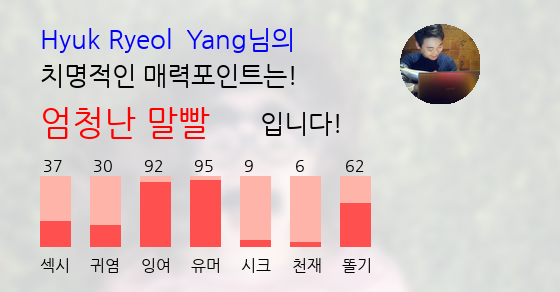 Hyuk Ryeol Yang님의
치명적인 매력포인트는!
엄청난 말빨 입니다!
37 30 92 95 9 6 62
섹시 귀염 잉여 유머 시크 천재 똘기